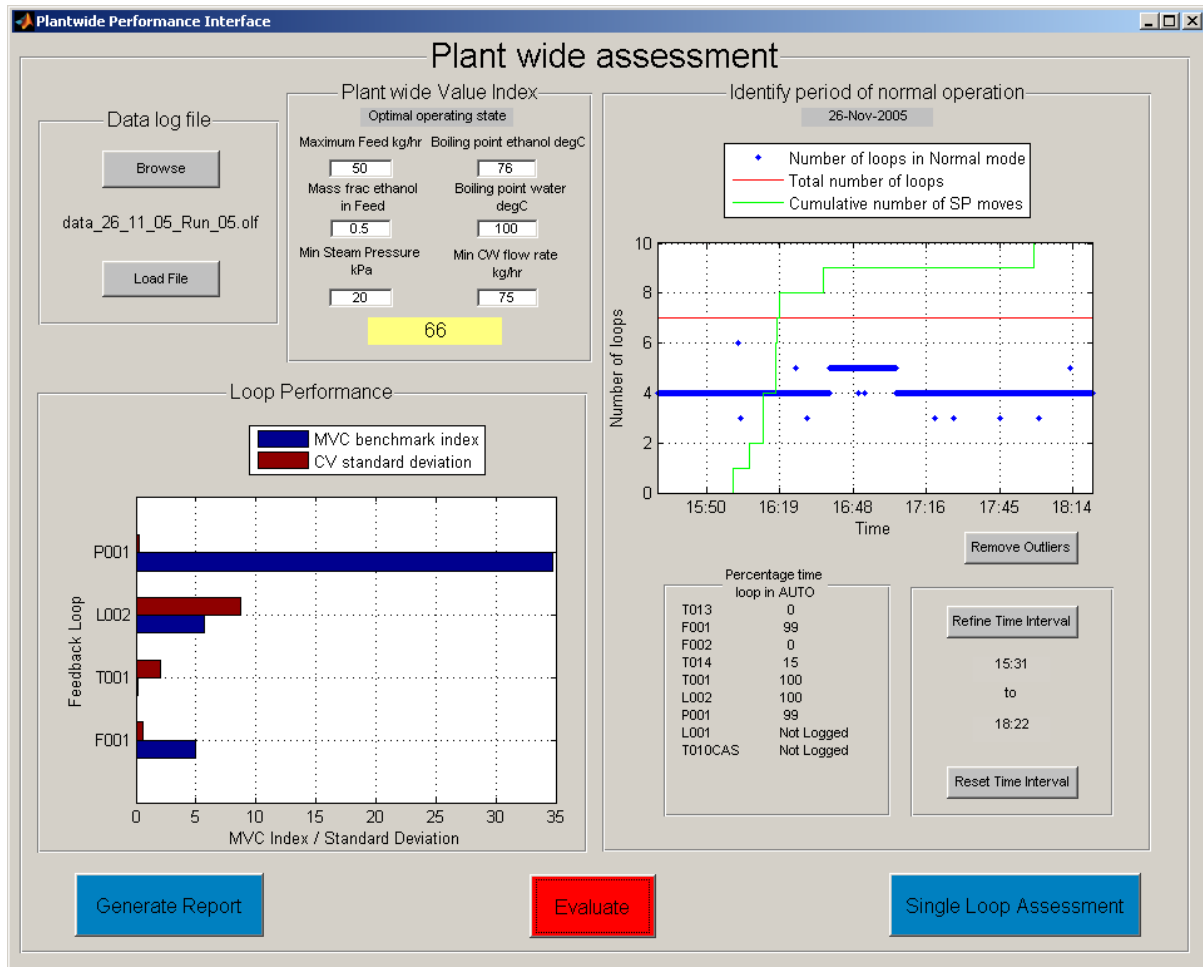 Plantwide Performance Interface
Plant wide assessment
Data log file
Browse
data_26_11_05_Run_05.olf
Load File
Plant wide Value Index
Optimal operating state
Maximum Feed kg/hr
Boiling point ethanol degC
50
76
Mass frac ethanol
in Feed
Boiling point water
degC
0.5
100
Min Steam Pressure
kPa
Min CW flow rate
kg/hr
20
75
66
Loop Performance
MVC benchmark index
CV standard deviation
Feedback Loop
P001
L002
T001
F001
0 5 10 15 20 25 30 35
MVC Index / Standard Deviation
Identify period of normal operation
26-Nov-2005
Number of loops in Normal mode
Total number of loops
Cumulative number of SP moves
Number of loops
10
8
6
4
2
0
15:50 16:19 16:48 17:16 17:45 18:14
Time
Remove Outliers
Percentage time
loop in AUTO
T013 0
F001 99
F002 0
T014 15
T001 100
L002 100
P001 99
L001 Not Logged
T010CAS Not Logged
Refine Time Interval
15:31
to
18:22
Reset Time Interval
Generate Report
Evaluate
Single Loop Assessment